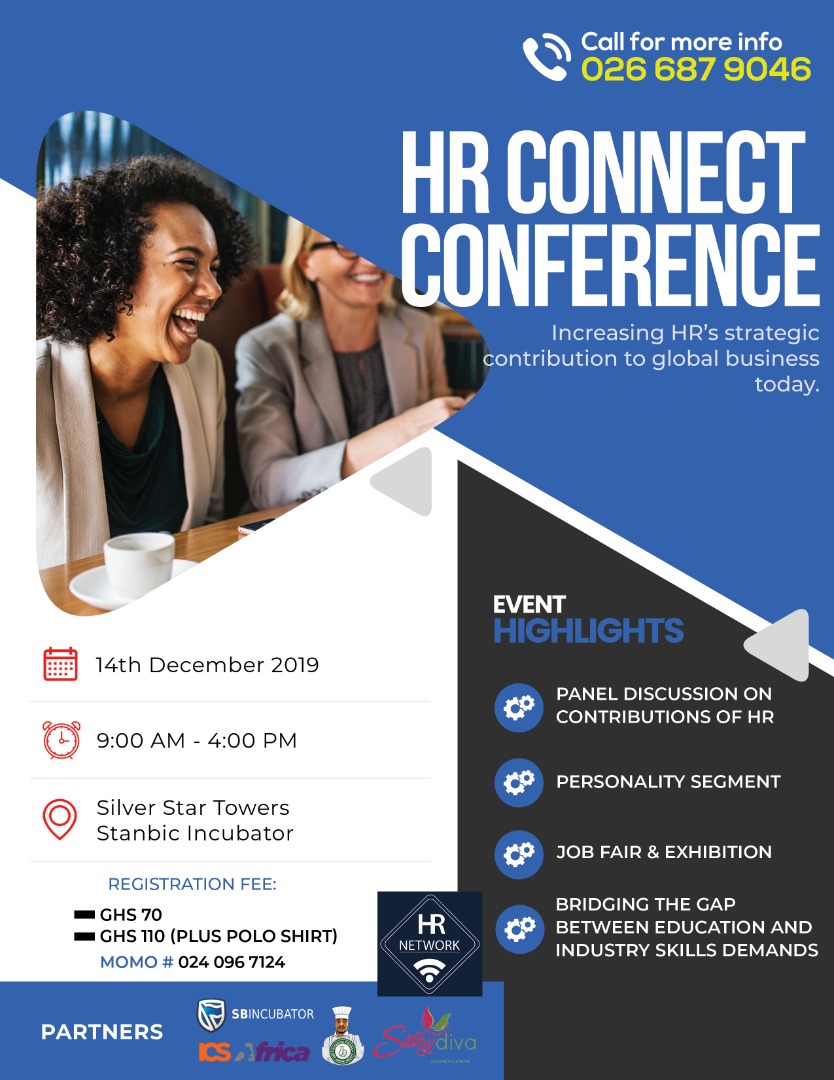 Call for more info
026 687 9046
HR CONNECT
CONFERENCE
Increasing HR's strategic
contribution to global business
today.
14th December 2019
9:00 AM - 4:00 PM
Silver Star Towers
Stanbic Incubator
REGISTRATION FEE:
GHS 70
GHS 110 (PLUS POLO SHIRT)
MOMO # 024 096 7124
EVENT
HIGHLIGHTS
PANEL DISCUSSION ON
CONTRIBUTIONS OF HR
PERSONALITY SEGMENT
JOB FAIR & EXHIBITION
BRIDGING THE GAP
BETWEEN EDUCATION AND
INDUSTRY SKILLS DEMANDS
HR
NETWORK
PARTNERS
SBINCUBATOR
ICS Africa
diva